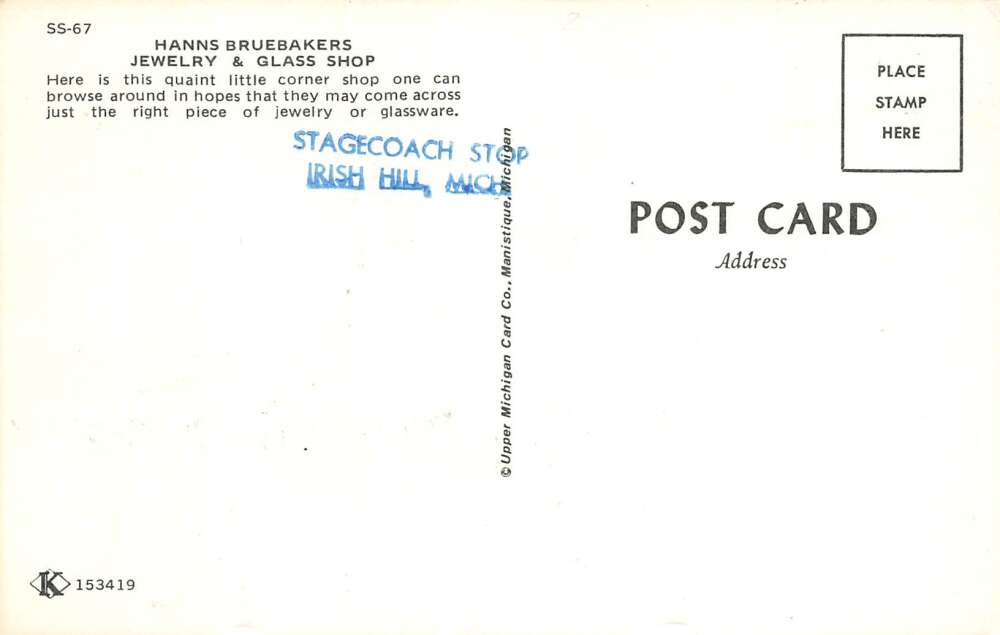 SS-67
HANNS BRUEBAKERS
JEWELRY & GLASS SHOP
Here is this quaint little corner shop one can
browse around in hopes that they may come across
just the right piece of jewelry or glassware.
STAGECOACH STOP
IRISH HILL, MICH
© Upper Michigan Card Co., Manistique, Michigan
PLACE
STAMP
HERE
POST CARD
Address
K 153419